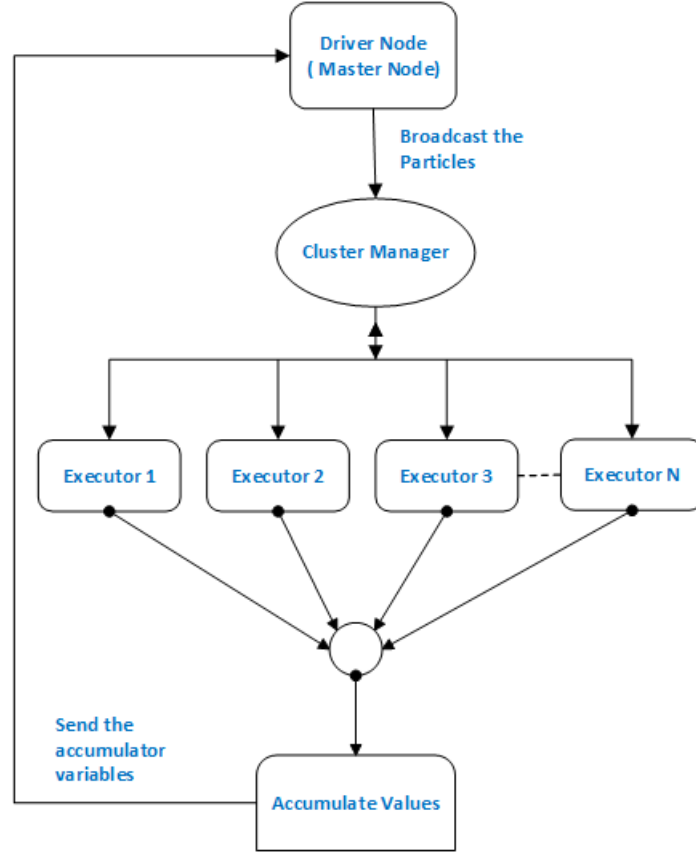 Driver Node
( Master Node)
Broadcast the
Particles
Cluster Manager
Executor 1
Executor 2
Executor 3
Executor N
Send the
accumulator
variables
Accumulate Values